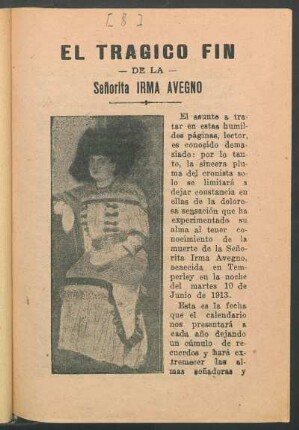 [8]
EL TRAGICO FIN
— DE LA —
Señorita IRMA AVEGNO
El asunto a tra-
tar en estas humil-
des páginas, lector,
es conocido dema-
siado: por lo tan-
to, la sincera plu-
ma del cronista so-
lo se limitará a
dejar constancia en
ellas de la doloro-
sa sensación que ha
experimentado su
alma al tener co-
nocimiento de la
muerte de la Seño-
rita Irma Avegno,
acaecida en Tem-
perley en la noche
del martes 10 de
Junio de 1913.
Esta es la fecha
que el calendario
nos presentará a
cada año dejando
un cúmulo de re-
cuerdos y hará ex-
tremecer las al-
mas soñadoras y